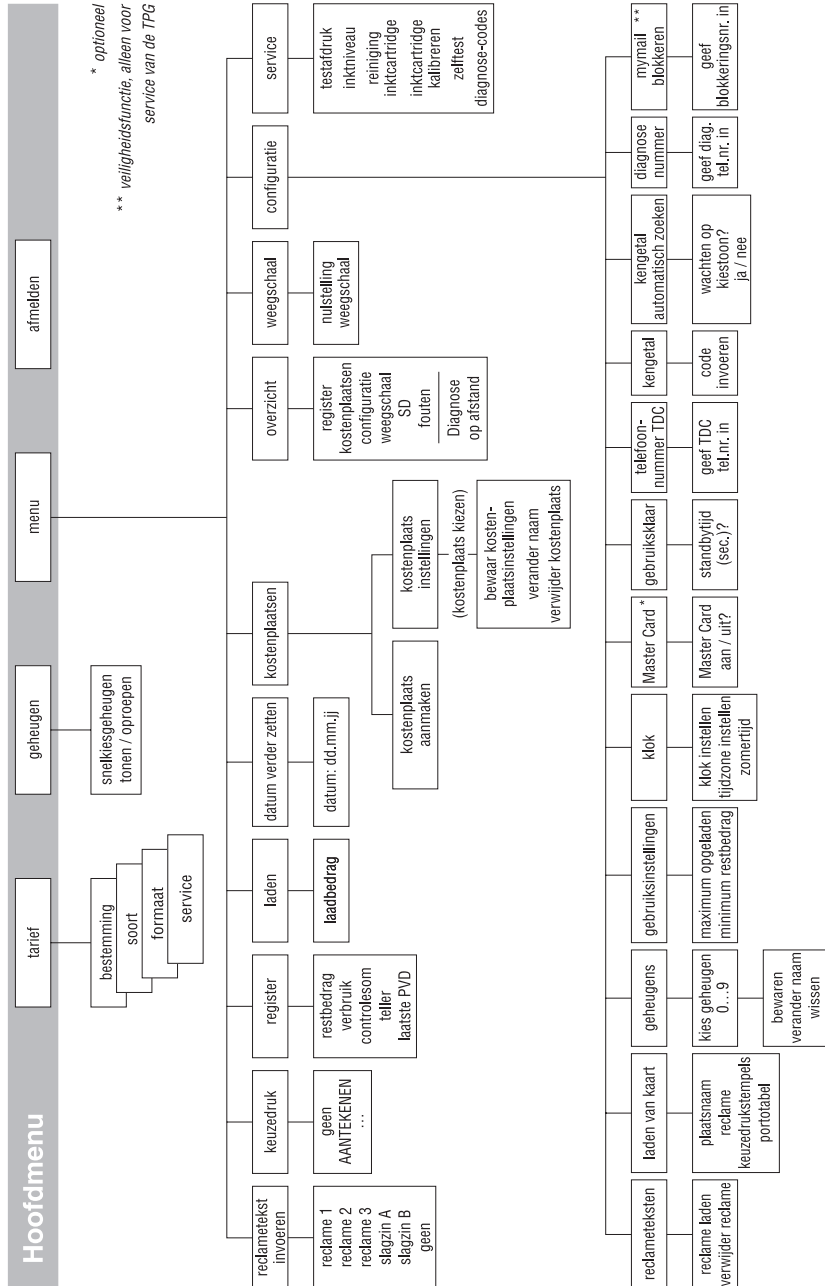 Hoofdmenu
tarief
geheugen
menu
afmelden
* optioneel
** veiligheidsfunctie, alleen voor
service van de TPG
bestemming
soort
formaat
service
snelkiesgeheugen
tonen / oproepen
reclametekst
invoeren
reclame 1
reclame 2
reclame 3
slagzin A
slagzin B
geen
keuzedruk
geen
AANTEKENEN
...
register
restbedrag
verbruik
controlesom
teller
laatste PVD
laden
laadbedrag
datum verder zetten
datum: dd.mm.jj
kostenplaatsen
kostenplaats
aanmaken
kostenplaats
instellingen
(kostenplaats kiezen)
bewaar kosten-
plaatsinstellingen
verander naam
verwijder kostenplaats
overzicht
register
kostenplaatsen
configuratie
weegschaal
SD
fouten
Diagnose
op afstand
weegschaal
nulstelling
weegschaal
configuratie
service
testafdruk
inktniveau
reiniging
inktcartridge
inktcartridge
kalibreren
zelftest
diagnose-codes
reclameteksten
reclame laden
verwijder reclame
laden van kaart
plaatsnaam
reclame
keuzedrukstempels
portotabel
geheugens
kies geheugen
0...9
bewaren
verander naam
wissen
gebruiksinstellingen
maximum opgeladen
minimum restbedrag
klok
klok instellen
tijdzone instellen
zomertijd
Master Card *
Master Card
aan / uit?
gebruiksklaar
standbytijd
(sec.)?
telefoon-
nummer TDC
geef TDC
tel.nr. in
kengetal
code
invoeren
kengetal
automatisch zoeken
wachten op
kiestoon?
ja / nee
diagnose
nummer
geef diag.
tel.nr. in
mymail **
blokkeren
geef
blokkeringsnr. in